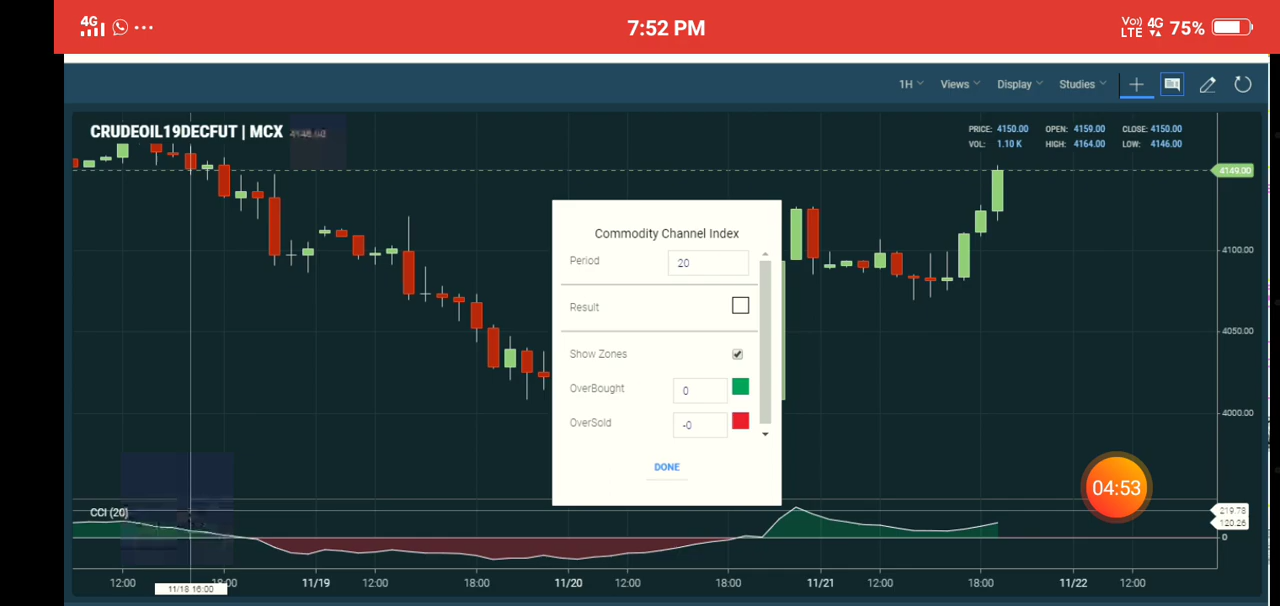 4G 7:52 PM Vo) LTE 4G 75%
1H Views Display Studies
CRUDEOIL19DECFUT | MCX
PRICE: 4150.00 OPEN: 4159.00 CLOSE: 4150.00
VOL: 1.10 K HIGH: 4164.00 LOW: 4146.00
4149.00
4100.00
4050.00
4000.00
Commodity Channel Index
Period 20
Result
Show Zones
OverBought 0
OverSold -0
DONE
04:53
CCI (20)
219.78
120.26
0
12:00 18:00 11/19 12:00 18:00 11/20 12:00 18:00 11/21 12:00 18:00 11/22 12:00
11/18 16:00